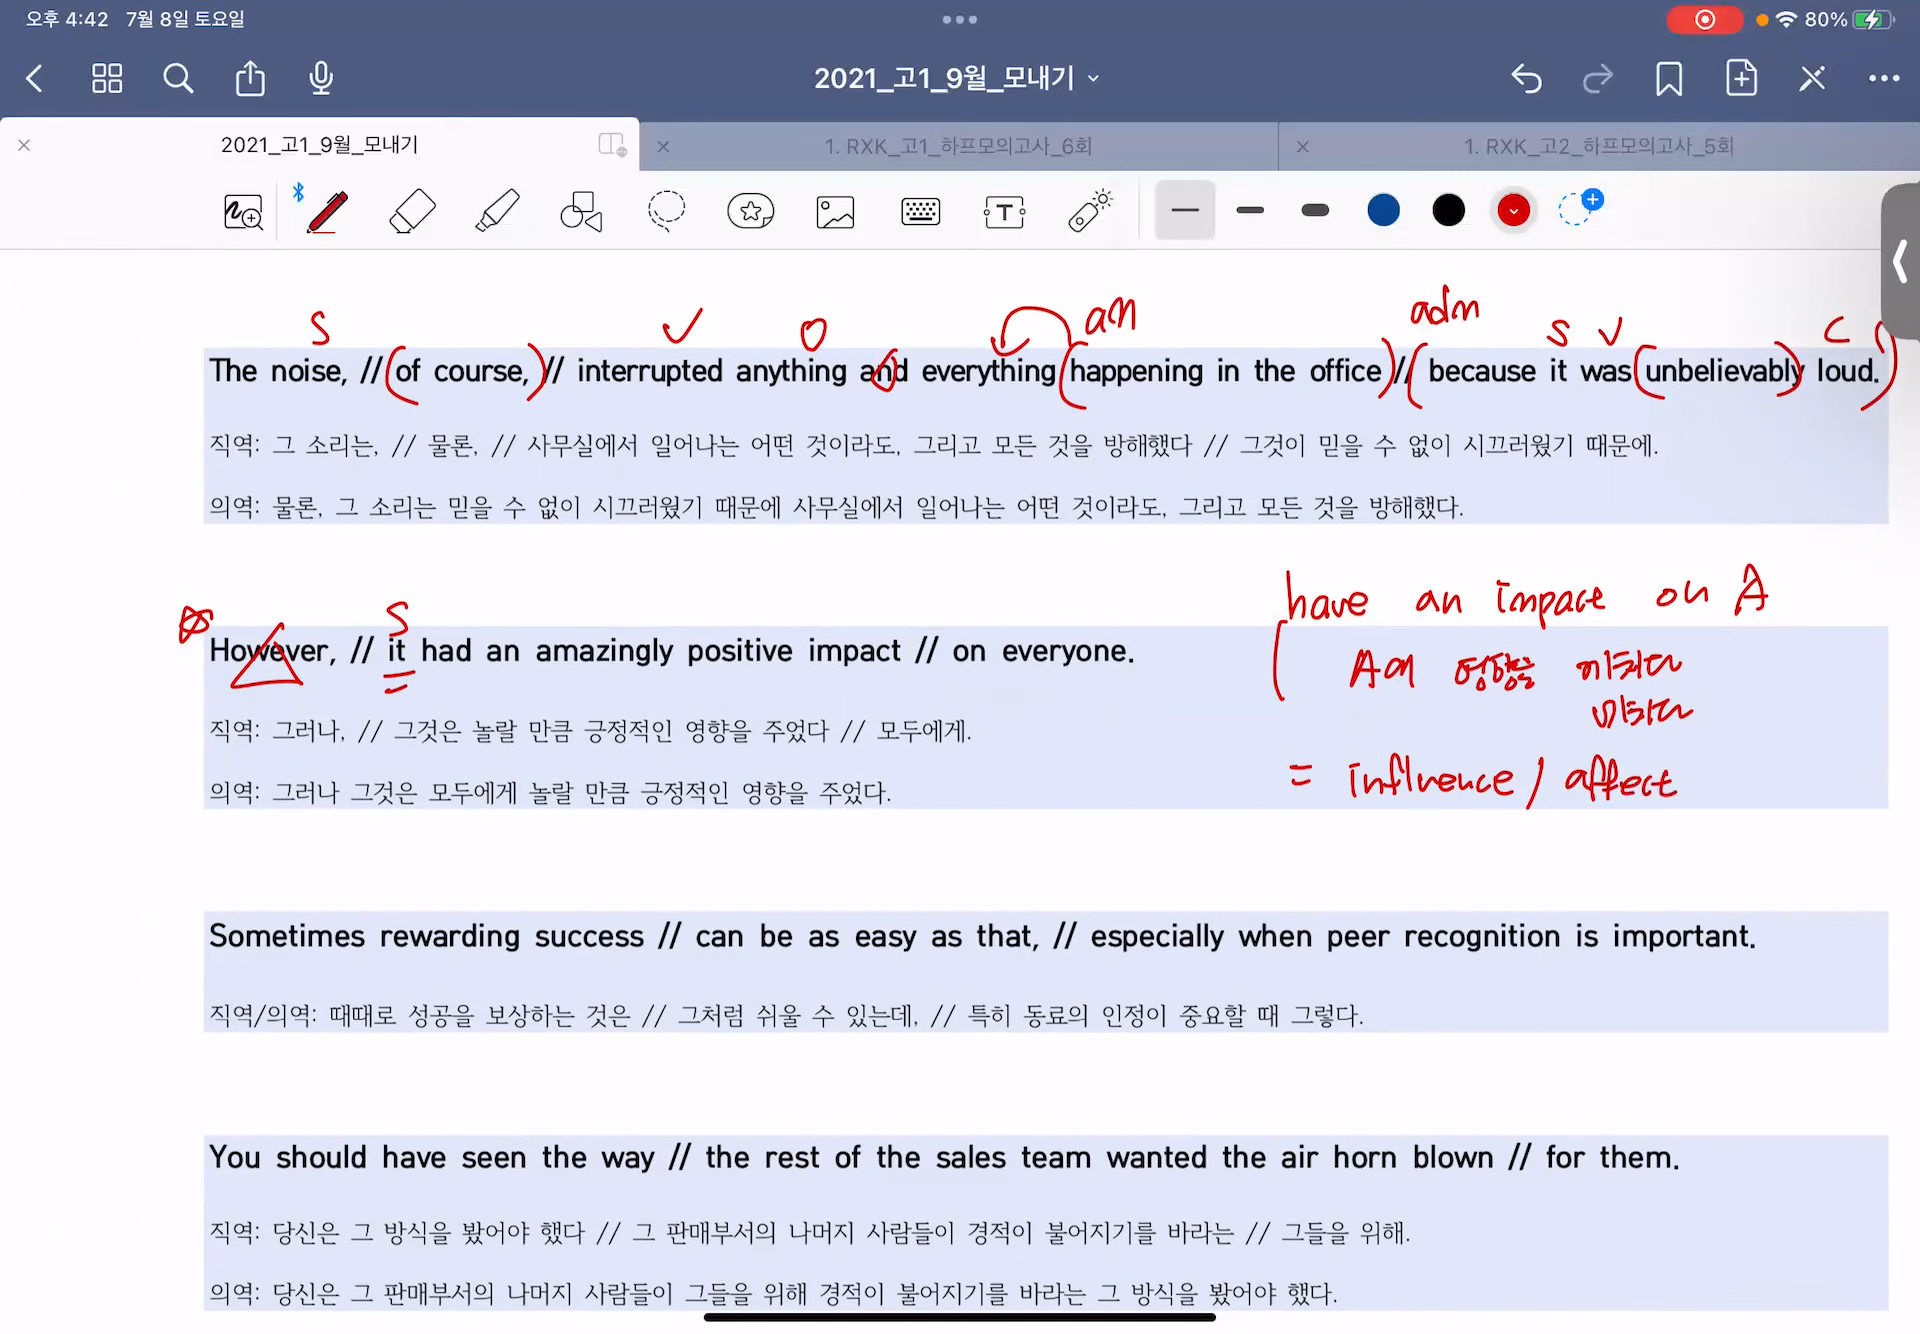 오후 4:42 7월 8일 토요일
80%
2021_고1_9월_모내기
2021_고1_9월_모내기
1. RXK_고1_하프모의고사_6회
1. RXK_고2_하프모의고사_5회
S V O an adm S V C
The noise, // (of course,) // interrupted anything and everything (happening in the office) // (because it was (unbelievably) loud.)
직역: 그 소리는, // 물론, // 사무실에서 일어나는 어떤 것이라도, 그리고 모든 것을 방해했다 // 그것이 믿을 수 없이 시끄러웠기 때문에.
의역: 물론, 그 소리는 믿을 수 없이 시끄러웠기 때문에 사무실에서 일어나는 어떤 것이라도, 그리고 모든 것을 방해했다.
have an impact on A
S
However, // it had an amazingly positive impact // on everyone.
A에 영향을 끼치다
미치다
직역: 그러나, // 그것은 놀랄 만큼 긍정적인 영향을 주었다 // 모두에게.
= influence / affect
의역: 그러나 그것은 모두에게 놀랄 만큼 긍정적인 영향을 주었다.
Sometimes rewarding success // can be as easy as that, // especially when peer recognition is important.
직역/의역: 때때로 성공을 보상하는 것은 // 그처럼 쉬울 수 있는데, // 특히 동료의 인정이 중요할 때 그렇다.
You should have seen the way // the rest of the sales team wanted the air horn blown // for them.
직역: 당신은 그 방식을 봤어야 했다 // 그 판매부서의 나머지 사람들이 경적이 불어지기를 바라는 // 그들을 위해.
의역: 당신은 그 판매부서의 나머지 사람들이 그들을 위해 경적이 불어지기를 바라는 그 방식을 봤어야 했다.